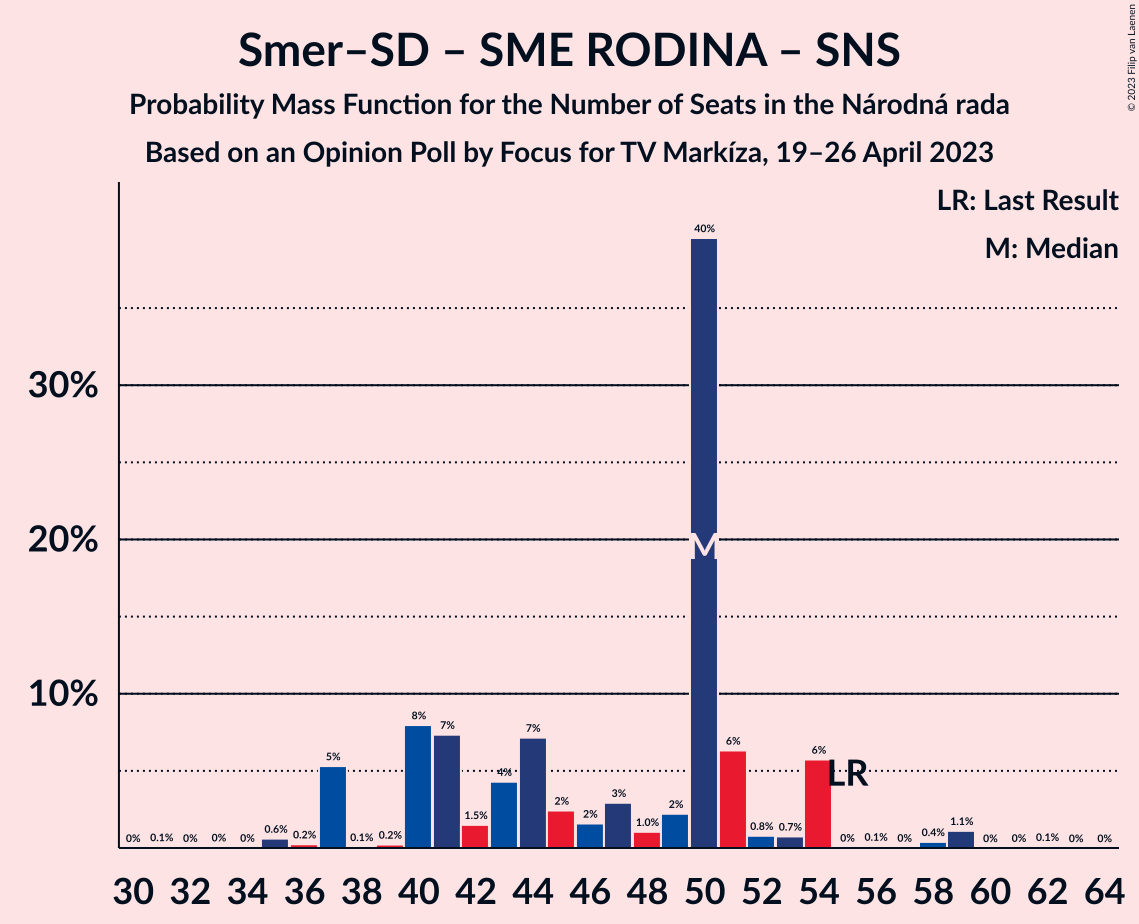 Smer–SD – SME RODINA – SNS
Probability Mass Function for the Number of Seats in the Národná rada
Based on an Opinion Poll by Focus for TV Markíza, 19–26 April 2023
© 2023 Filip van Laenen
LR: Last Result
M: Median
30%
20%
10%
0% 0.1% 0% 0% 0% 0.6% 0.2% 5% 0.1% 0.2% 8% 7% 1.5% 4% 7% 2% 2% 3% 1.0% 2% 40% 6% 0.8% 0.7% 6% 0% 0.1% 0% 0.4% 1.1% 0% 0% 0.1% 0% 0%
M
LR
30 32 34 36 38 40 42 44 46 48 50 52 54 56 58 60 62 64